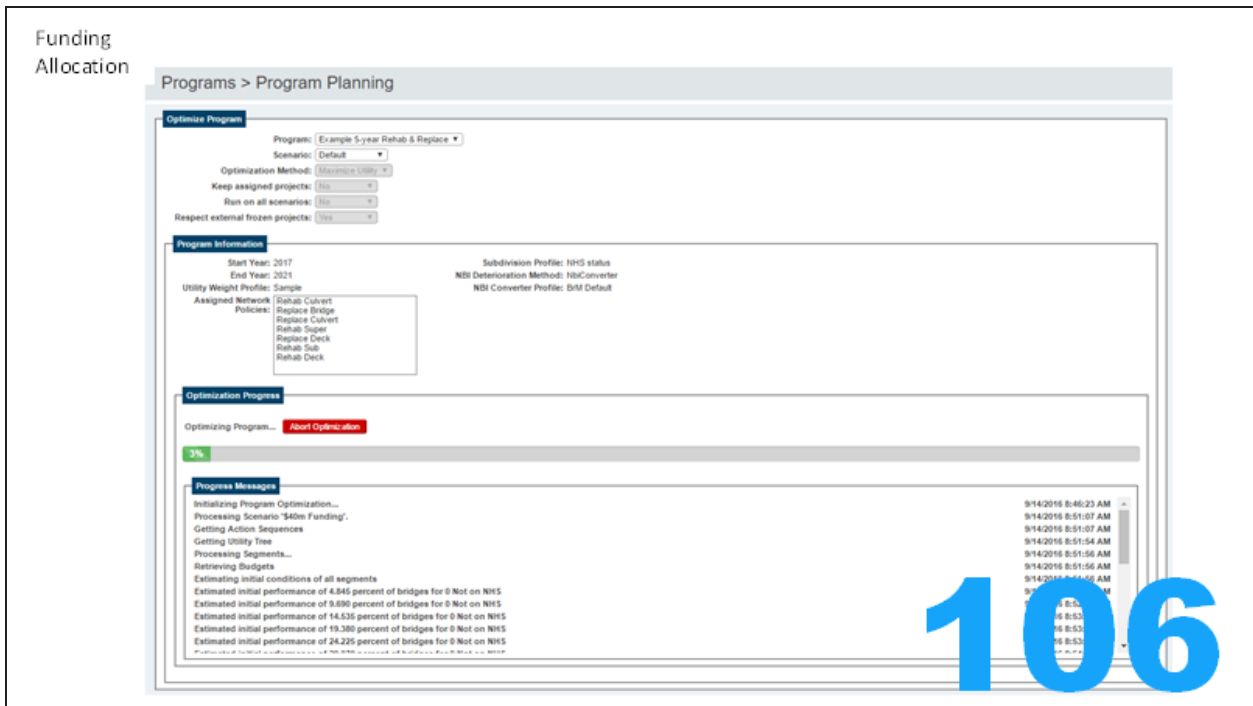 Funding
Allocation
Programs > Program Planning
Optimize Program
Program: Example 5-year Rehab & Replace
Scenario: Default
Optimization Method: Maximize Utility
Keep assigned projects: No
Run on all scenarios: No
Respect external frozen projects: Yes
Program Information
Start Year: 2017 Subdivision Profile: NHS status
End Year: 2021 NBI Deterioration Method: NbiConverter
Utility Weight Profile: Sample NBI Converter Profile: BrM Default
Assigned Network Rehab Culvert
Policies: Replace Bridge
Replace Culvert
Rehab Super
Replace Deck
Rehab Sub
Rehab Deck
Optimization Progress
Optimizing Program... Abort Optimization
3%
Progress Messages
Initializing Program Optimization... 9/14/2016 8:46:23 AM
Processing Scenario '$40m Funding'. 9/14/2016 8:51:07 AM
Getting Action Sequences 9/14/2016 8:51:07 AM
Getting Utility Tree 9/14/2016 8:51:54 AM
Processing Segments... 9/14/2016 8:51:56 AM
Retrieving Budgets 9/14/2016 8:51:56 AM
Estimating initial conditions of all segments 9/14/2016 8:51:56 AM
Estimated initial performance of 4.845 percent of bridges for 0 Not on NHS
Estimated initial performance of 9.690 percent of bridges for 0 Not on NHS
Estimated initial performance of 14.535 percent of bridges for 0 Not on NHS
Estimated initial performance of 19.380 percent of bridges for 0 Not on NHS
Estimated initial performance of 24.225 percent of bridges for 0 Not on NHS
106